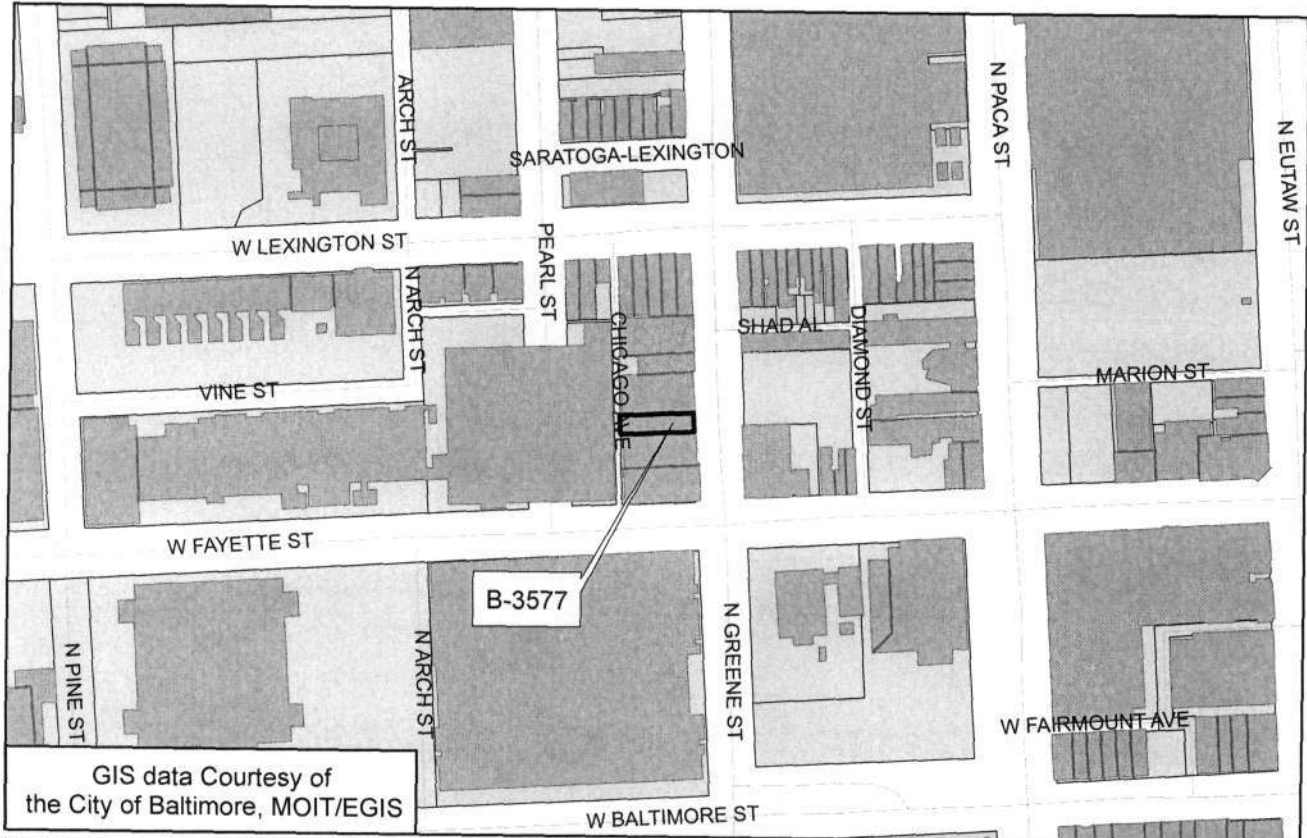 ARCH ST
N PACA ST
N EUTAW ST
SARATOGA-LEXINGTON
W LEXINGTON ST
PEARL ST
N ARCH ST
CHICAGO AVE
SHAD AL
DIAMOND ST
VINE ST
MARION ST
W FAYETTE ST
B-3577
N PINE ST
N ARCH ST
N GREENE ST
W FAIRMOUNT AVE
GIS data Courtesy of
the City of Baltimore, MOIT/EGIS
W BALTIMORE ST